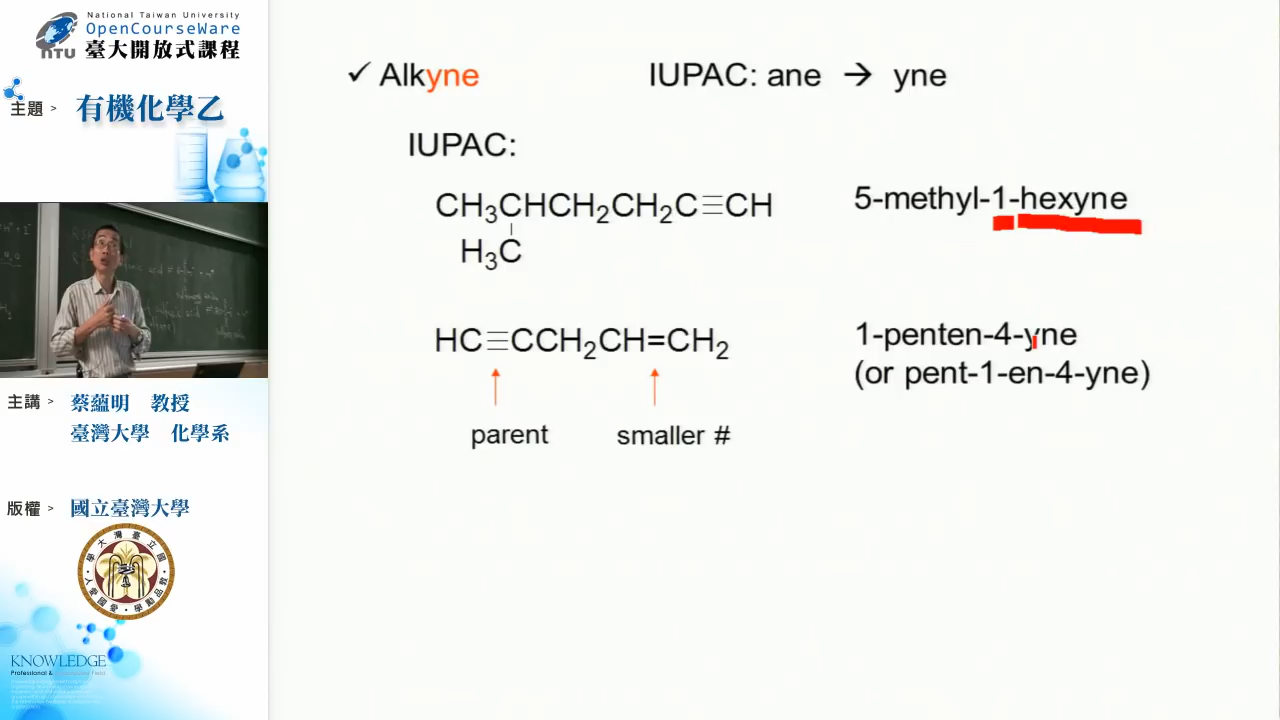 National Taiwan University
OpenCourseWare
臺大開放式課程
NTU
主題 > 有機化學乙
主講 > 蔡蘊明 教授
臺灣大學 化學系
版權 > 國立臺灣大學
KNOWLEDGE
✓ Alkyne IUPAC: ane → yne
IUPAC:
CH₃CHCH₂CH₂C≡CH 5-methyl-1-hexyne
H₃C
HC≡CCH₂CH=CH₂ 1-penten-4-yne
(or pent-1-en-4-yne)
parent smaller #